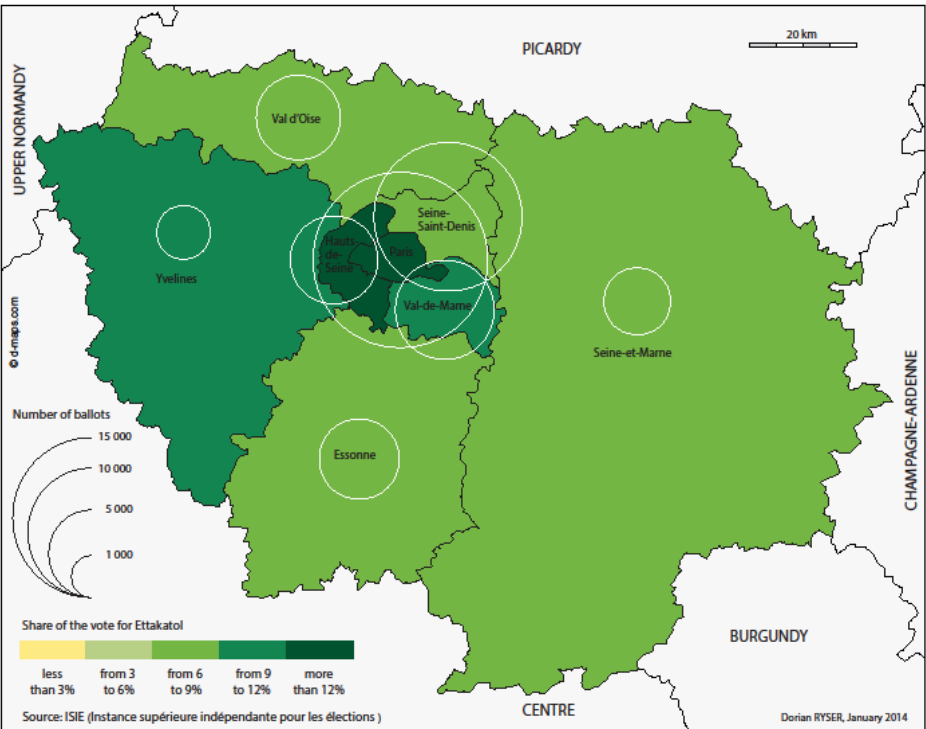 20 km
PICARDY
UPPER NORMANDY
Val d'Oise
Seine-
Saint-Denis
Hauts-
de-
Seine
Paris
Yvelines
Val-de-Marne
Seine-et-Marne
© d-maps.com
CHAMPAGNE-ARDENNE
Number of ballots
15 000
10 000
5 000
1 000
Essonne
Share of the vote for Ettakatol
less
than 3%
from 3
to 6%
from 6
to 9%
from 9
to 12%
more
than 12%
BURGUNDY
CENTRE
Source: ISIE (Instance supérieure indépendante pour les élections )
Dorian RYSER, January 2014